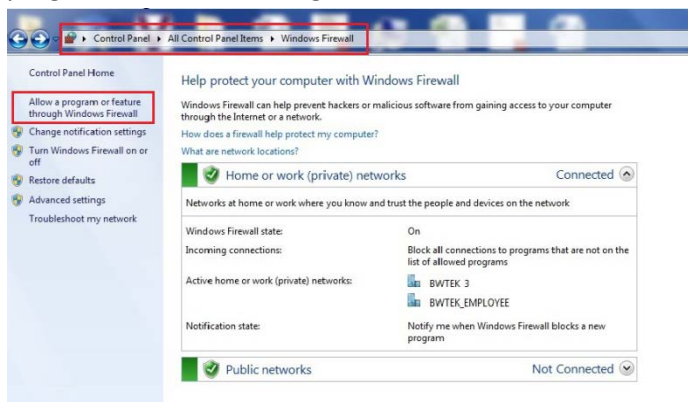 Control Panel ▸ All Control Panel Items ▸ Windows Firewall
Control Panel Home
Allow a program or feature
through Windows Firewall
Change notification settings
Turn Windows Firewall on or
off
Restore defaults
Advanced settings
Troubleshoot my network
Help protect your computer with Windows Firewall
Windows Firewall can help prevent hackers or malicious software from gaining access to your computer
through the Internet or a network.
How does a firewall help protect my computer?
What are network locations?
Home or work (private) networks Connected
Networks at home or work where you know and trust the people and devices on the network
Windows Firewall state: On
Incoming connections: Block all connections to programs that are not on the
list of allowed programs
Active home or work (private) networks: BWTEK 3
BWTEK_EMPLOYEE
Notification state: Notify me when Windows Firewall blocks a new
program
Public networks Not Connected